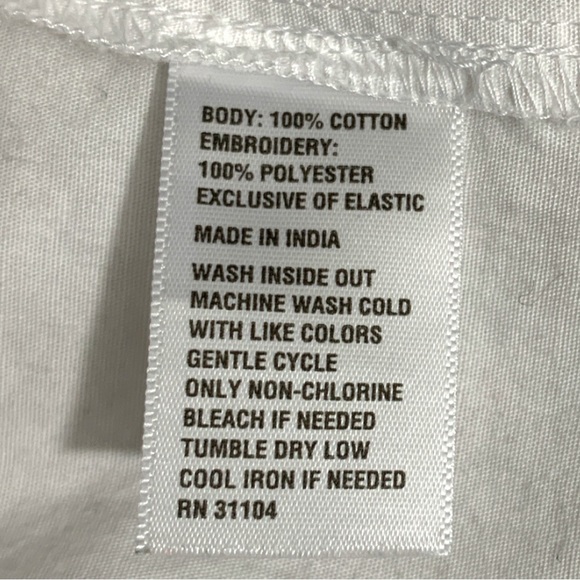 BODY: 100% COTTON
EMBROIDERY:
100% POLYESTER
EXCLUSIVE OF ELASTIC
MADE IN INDIA
WASH INSIDE OUT
MACHINE WASH COLD
WITH LIKE COLORS
GENTLE CYCLE
ONLY NON-CHLORINE
BLEACH IF NEEDED
TUMBLE DRY LOW
COOL IRON IF NEEDED
RN 31104